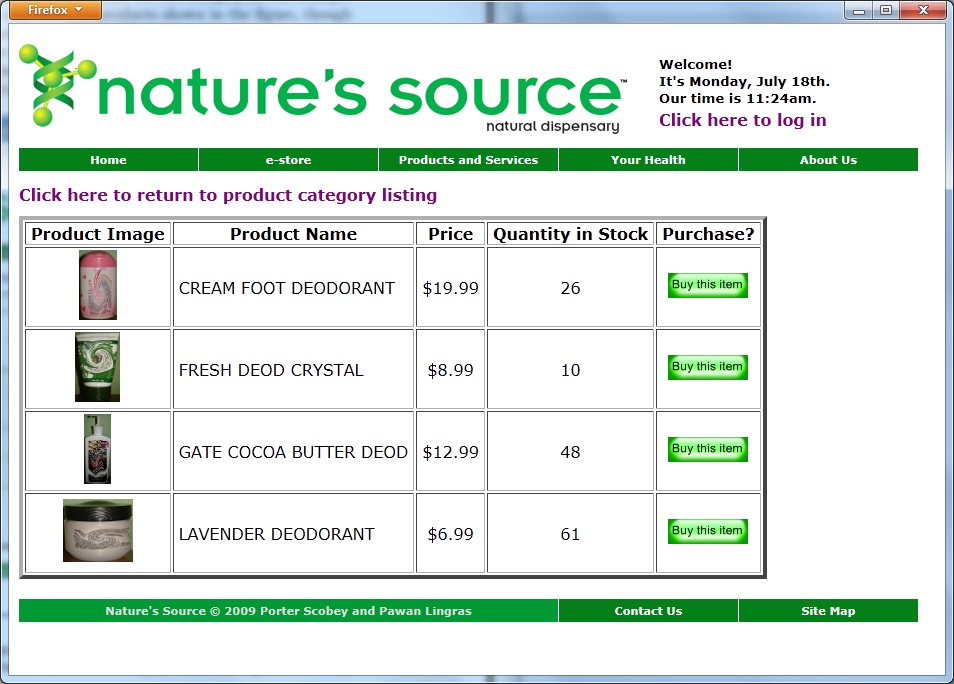 Firefox
Welcome!
It's Monday, July 18th.
Our time is 11:24am.
Click here to log in
nature's source™
natural dispensary
Home e-store Products and Services Your Health About Us
Click here to return to product category listing
Product Image Product Name Price Quantity in Stock Purchase?
CREAM FOOT DEODORANT $19.99 26 Buy this item
FRESH DEOD CRYSTAL $8.99 10 Buy this item
GATE COCOA BUTTER DEOD $12.99 48 Buy this item
LAVENDER DEODORANT $6.99 61 Buy this item
Nature's Source © 2009 Porter Scobey and Pawan Lingras Contact Us Site Map